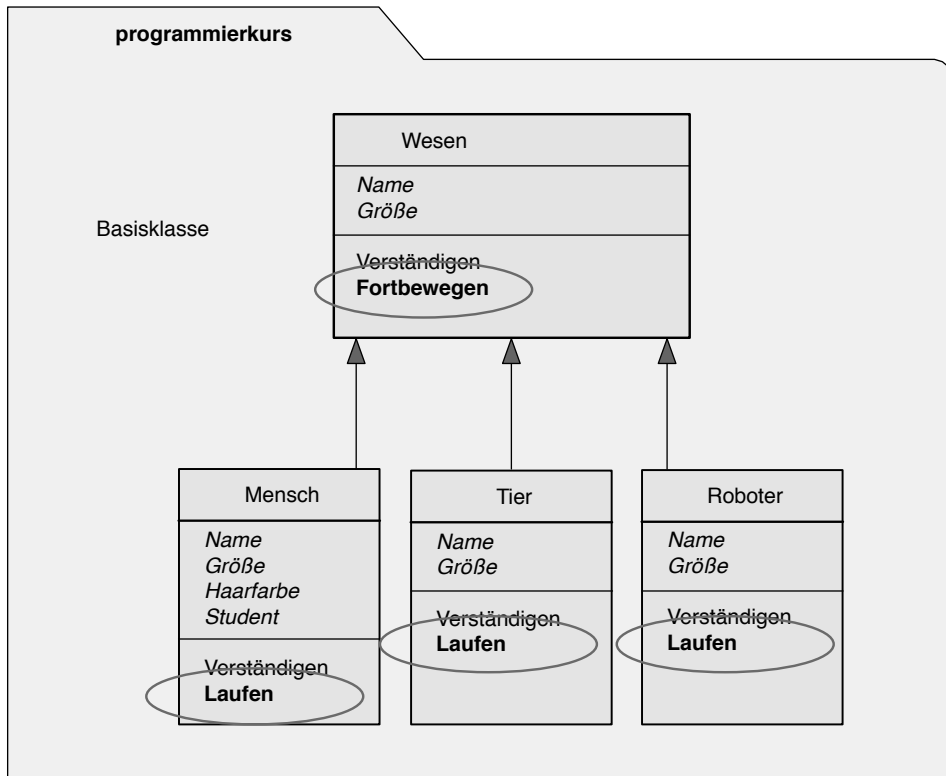 programmierkurs
Wesen
Name
Größe
Basisklasse
Verständigen
Fortbewegen
Mensch
Name
Größe
Haarfarbe
Student
Verständigen
Laufen
Tier
Name
Größe
Verständigen
Laufen
Roboter
Name
Größe
Verständigen
Laufen